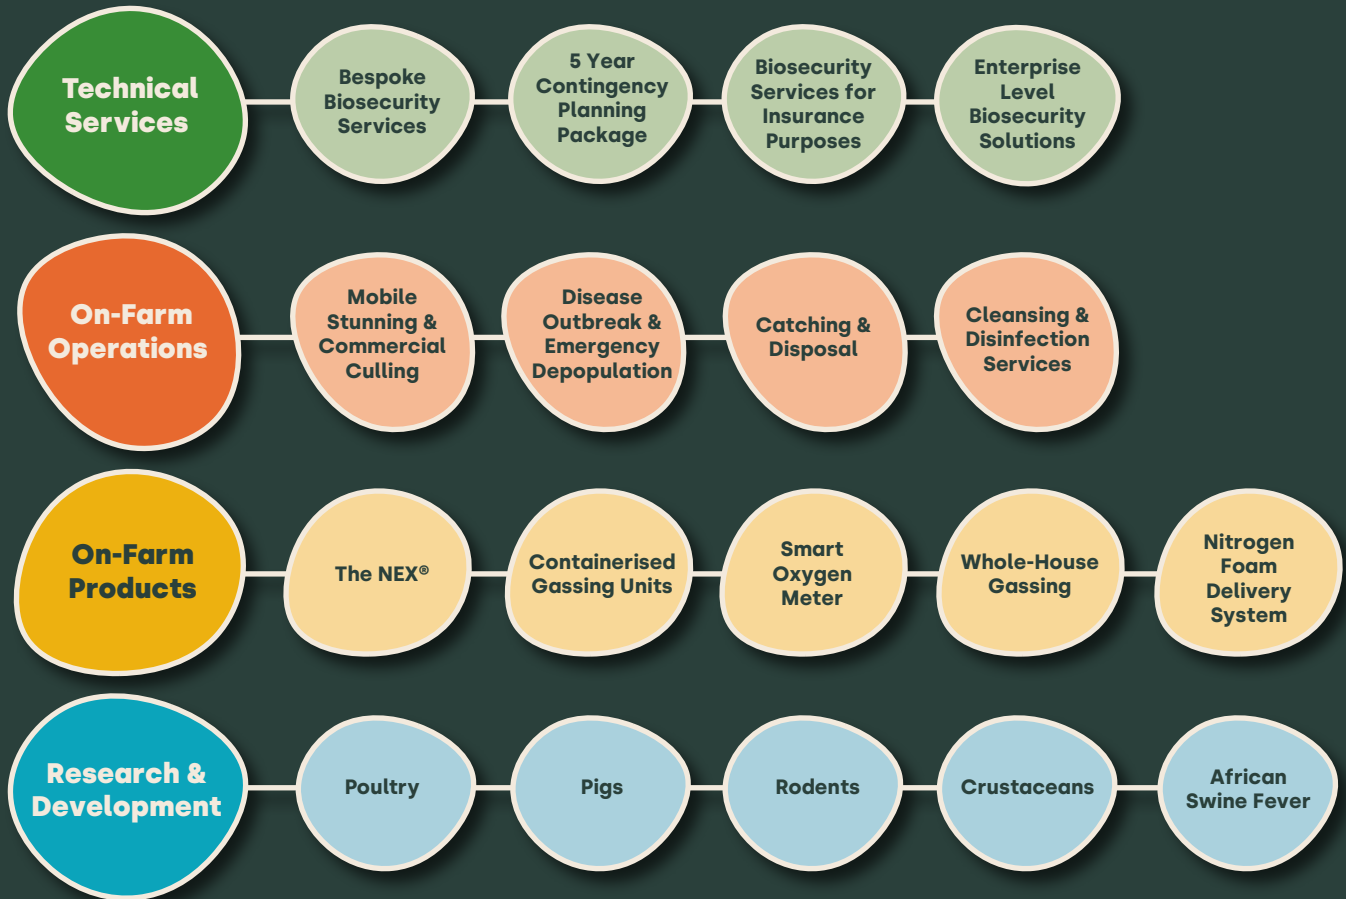 Technical
Services
Bespoke
Biosecurity
Services
5 Year
Contingency
Planning
Package
Biosecurity
Services for
Insurance
Purposes
Enterprise
Level
Biosecurity
Solutions
On-Farm
Operations
Mobile
Stunning &
Commercial
Culling
Disease
Outbreak &
Emergency
Depopulation
Catching &
Disposal
Cleansing &
Disinfection
Services
On-Farm
Products
The NEX®
Containerised
Gassing Units
Smart
Oxygen
Meter
Whole-House
Gassing
Nitrogen
Foam
Delivery
System
Research &
Development
Poultry
Pigs
Rodents
Crustaceans
African
Swine Fever